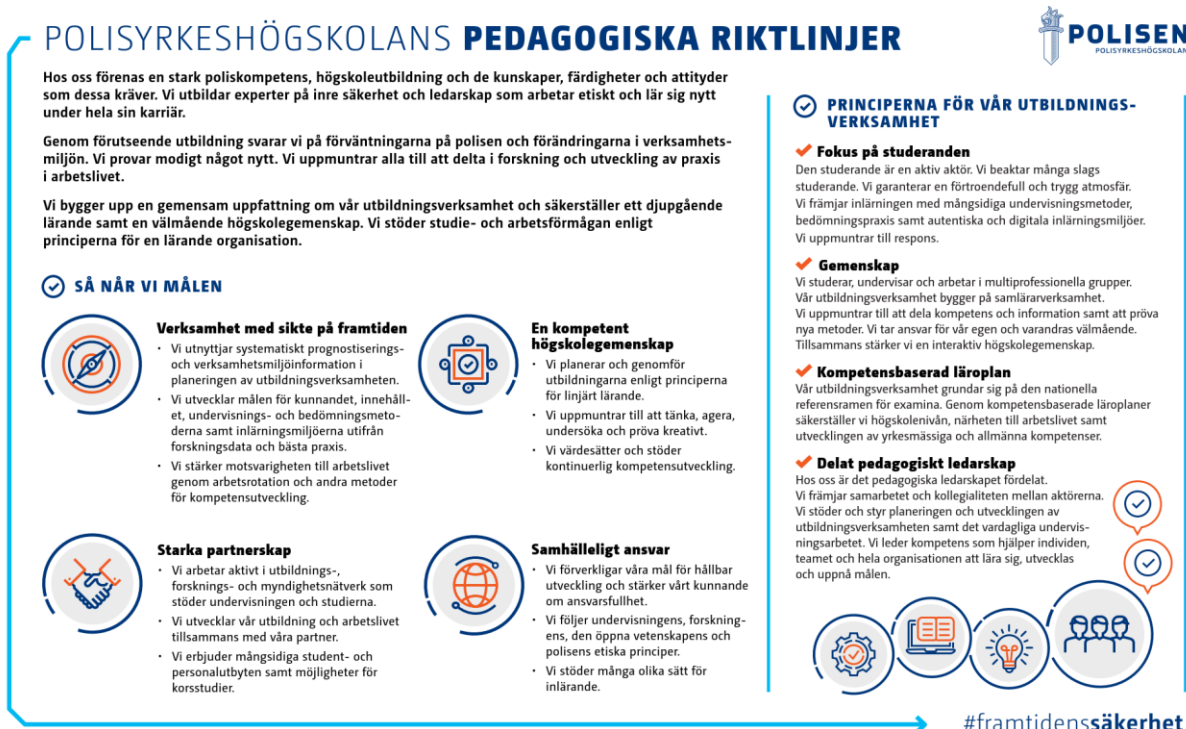 POLISYRKESHÖGSKOLANS PEDAGOGISKA RIKTLINJER
POLISEN
POLISYRKESHÖGSKOLAN
Hos oss förenas en stark poliskompetens, högskoleutbildning och de kunskaper, färdigheter och attityder
som dessa kräver. Vi utbildar experter på inre säkerhet och ledarskap som arbetar etiskt och lär sig nytt
under hela sin karriär.
Genom förutseende utbildning svarar vi på förväntningarna på polisen och förändringarna i verksamhets-
miljön. Vi provar modigt något nytt. Vi uppmuntrar alla till att delta i forskning och utveckling av praxis
i arbetslivet.
Vi bygger upp en gemensam uppfattning om vår utbildningsverksamhet och säkerställer ett djupgående
lärande samt en välmående högskolegemenskap. Vi stöder studie- och arbetsförmågan enligt
principerna för en lärande organisation.
SÅ NÅR VI MÅLEN
Verksamhet med sikte på framtiden
· Vi utnyttjar systematiskt prognostiserings-
och verksamhetsmiljöinformation i
planeringen av utbildningsverksamheten.
· Vi utvecklar målen för kunnandet, innehåll-
et, undervisnings- och bedömningsmeto-
derna samt inlärningsmiljöerna utifrån
forskningsdata och bästa praxis.
· Vi stärker motsvarigheten till arbetslivet
genom arbetsrotation och andra metoder
för kompetensutveckling.
En kompetent
högskolegemenskap
· Vi planerar och genomför
utbildningarna enligt principerna
för linjärt lärande.
· Vi uppmuntrar till att tänka, agera,
undersöka och pröva kreativt.
· Vi värdesätter och stöder
kontinuerlig kompetensutveckling.
Starka partnerskap
· Vi arbetar aktivt i utbildnings-,
forsknings- och myndighetsnätverk som
stöder undervisningen och studierna.
· Vi utvecklar vår utbildning och arbetslivet
tillsammans med våra partner.
· Vi erbjuder mångsidiga student- och
personalutbyten samt möjligheter för
korsstudier.
Samhälleligt ansvar
· Vi förverkligar våra mål för hållbar
utveckling och stärker vårt kunnande
om ansvarsfullhet.
· Vi följer undervisningens, forskning-
ens, den öppna vetenskapens och
polisens etiska principer.
· Vi stöder många olika sätt för
inlärande.
PRINCIPERNA FÖR VÅR UTBILDNINGS-
VERKSAMHET
Fokus på studeranden
Den studerande är en aktiv aktör. Vi beaktar många slags
studerande. Vi garanterar en förtroendefull och trygg atmosfär.
Vi främjar inlärningen med mångsidiga undervisningsmetoder,
bedömningspraxis samt autentiska och digitala inlärningsmiljöer.
Vi uppmuntrar till respons.
Gemenskap
Vi studerar, undervisar och arbetar i multiprofessionella grupper.
Vår utbildningsverksamhet bygger på samlärarverksamhet.
Vi uppmuntrar till att dela kompetens och information samt att pröva
nya metoder. Vi tar ansvar för vår egen och varandras välmående.
Tillsammans stärker vi en interaktiv högskolegemenskap.
Kompetensbaserad läroplan
Vår utbildningsverksamhet grundar sig på den nationella
referensramen för examina. Genom kompetensbaserade läroplaner
säkerställer vi högskolenivån, närheten till arbetslivet samt
utvecklingen av yrkesmässiga och allmänna kompetenser.
Delat pedagogiskt ledarskap
Hos oss är det pedagogiska ledarskapet fördelat.
Vi främjar samarbetet och kollegialiteten mellan aktörerna.
Vi stöder och styr planeringen och utvecklingen av
utbildningsverksamheten samt det vardagliga undervis-
ningsarbetet. Vi leder kompetens som hjälper individen,
teamet och hela organisationen att lära sig, utvecklas
och uppnå målen.
#framtidenssäkerhet